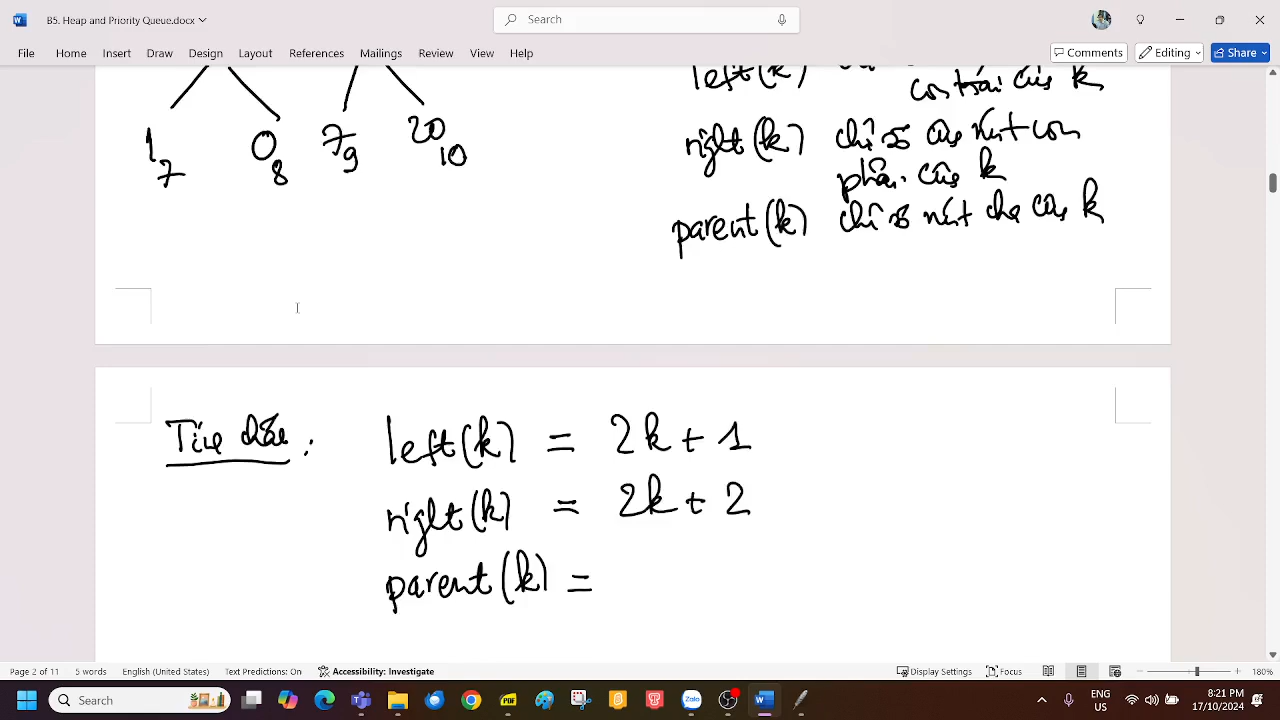 B5. Heap and Priority Queue.docx
Search
File Home Insert Draw Design Layout References Mailings Review View Help
Comments Editing Share
left(k)
con trái của k
1 0 7 20
7 8 9 10
right(k) chỉ số của nút con
phải của k
parent(k) chỉ số nút cha của k
left(k) = 2k + 1
right(k) = 2k + 2
parent(k) =
Page 2 of 11 5 words English (United States) Text Predictions: On Accessibility: Investigate Display Settings Focus 180%
Search ENG 8:21 PM
US 17/10/2024